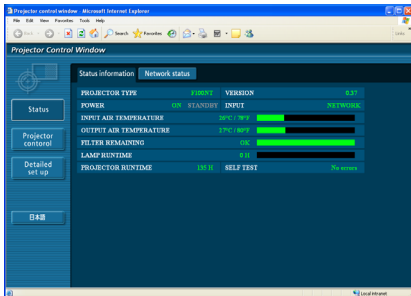 Projector control window - Microsoft Internet Explorer
File Edit View Favorites Tools Help
Back Search Favorites Links
Projector Control Window
Status information Network status
PROJECTOR TYPE F100NT VERSION 0.37
POWER ON STANDBY INPUT NETWORK
INPUT AIR TEMPERATURE 26°C / 79°F
OUTPUT AIR TEMPERATURE 27°C / 80°F
FILTER REMAINING OK
LAMP RUNTIME 0 H
PROJECTOR RUNTIME 135 H SELF TEST No errors
Status
Projector
contorol
Detailed
set up
日本語
Local intranet